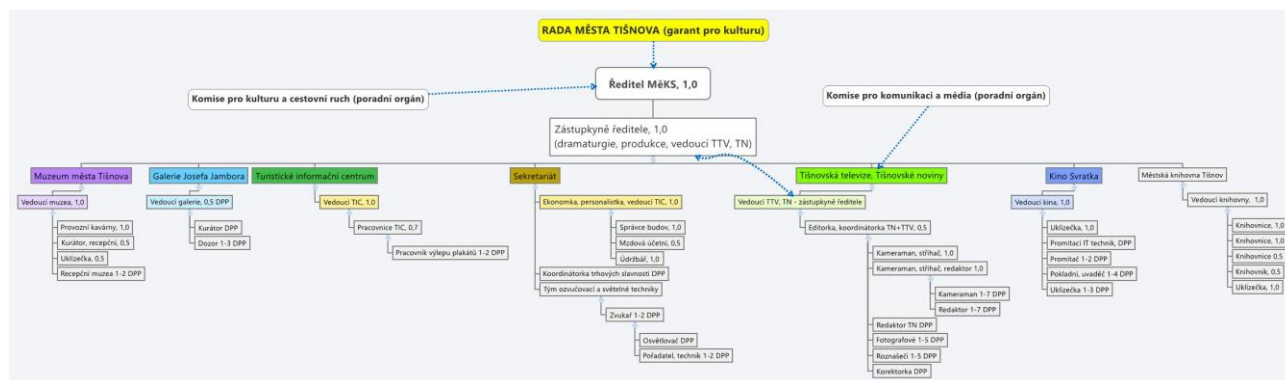 RADA MĚSTA TIŠNOVA (garant pro kulturu)
Ředitel MěKS, 1,0
Komise pro kulturu a cestovní ruch (poradní orgán)
Komise pro komunikaci a média (poradní orgán)
Zástupkyně ředitele, 1,0
(dramaturgie, produkce, vedoucí TTV, TN)
Muzeum města Tišnova
Vedoucí muzea, 1,0
Provozní kavárny, 1,0
Kurátor, recepční, 0,5
Uklízečka, 0,5
Recepční muzea 1-2 DPP
Galerie Josefa Jambora
Vedoucí galerie, 0,5 DPP
Kurátor DPP
Dozor 1-3 DPP
Turistické informační centrum
Vedoucí TIC, 1,0
Pracovnice TIC, 0,7
Pracovník výlepu plakátů 1-2 DPP
Sekretariát
Ekonomka, personalistka, vedoucí TIC, 1,0
Správce budov, 1,0
Mzdová účetní, 0,5
Údržbář, 1,0
Koordinátorka trhových slavností DPP
Tým ozvučovací a světelné techniky
Zvukař 1-2 DPP
Osvětlovač DPP
Pořadatel, technik 1-2 DPP
Tišnovská televize, Tišnovské noviny
Vedoucí TTV, TN - zástupkyně ředitele
Editorka, koordinátorka TN+TTV, 0,5
Kameraman, střihač, 1,0
Kameraman, střihač, redaktor 1,0
Kameraman 1-7 DPP
Redaktor 1-7 DPP
Redaktor TN DPP
Fotografové 1-5 DPP
Roznašeči 1-5 DPP
Korektorka DPP
Kino Svratka
Vedoucí kina, 1,0
Uklízečka, 1,0
Promítací IT technik, DPP
Promítač 1-2 DPP
Pokladní, uvaděč 1-4 DPP
Uklízečka 1-3 DPP
Městská knihovna Tišnov
Vedoucí knihovny, 1,0
Knihovnice, 1,0
Knihovnice, 1,0
Knihovnice 0,5
Knihovník, 0,5
Uklízečka, 1,0